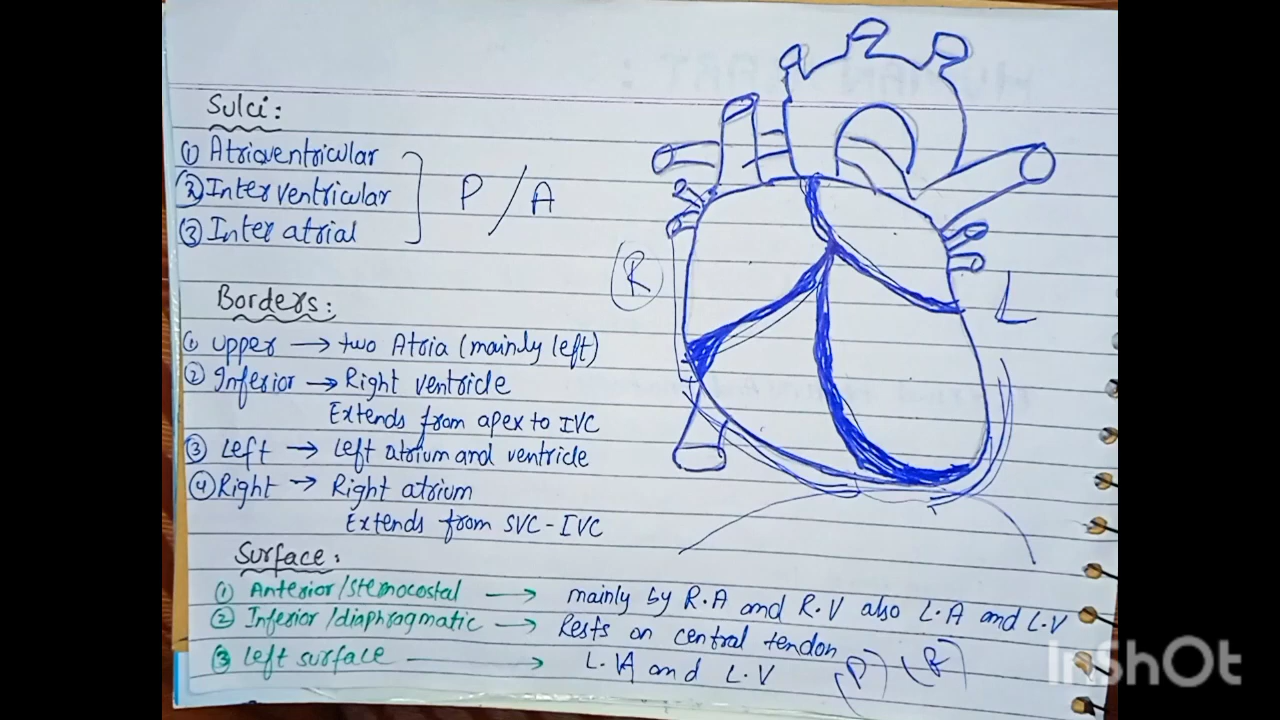 Sulci:
① Atrioventricular
② Interventricular
③ Inter atrial
P / A
Borders:
① Upper → two Atria (mainly left)
② Inferior → Right ventricle
Extends from apex to IVC
③ Left → Left atrium and ventricle
④ Right → Right atrium
Extends from SVC - IVC
Surface:
① Anterior/sternocostal → mainly by R.A and R.V also L.A and L.V
② Inferior/diaphragmatic → Rests on central tendon
③ Left surface → L.A and L.V
R
L
InShOt